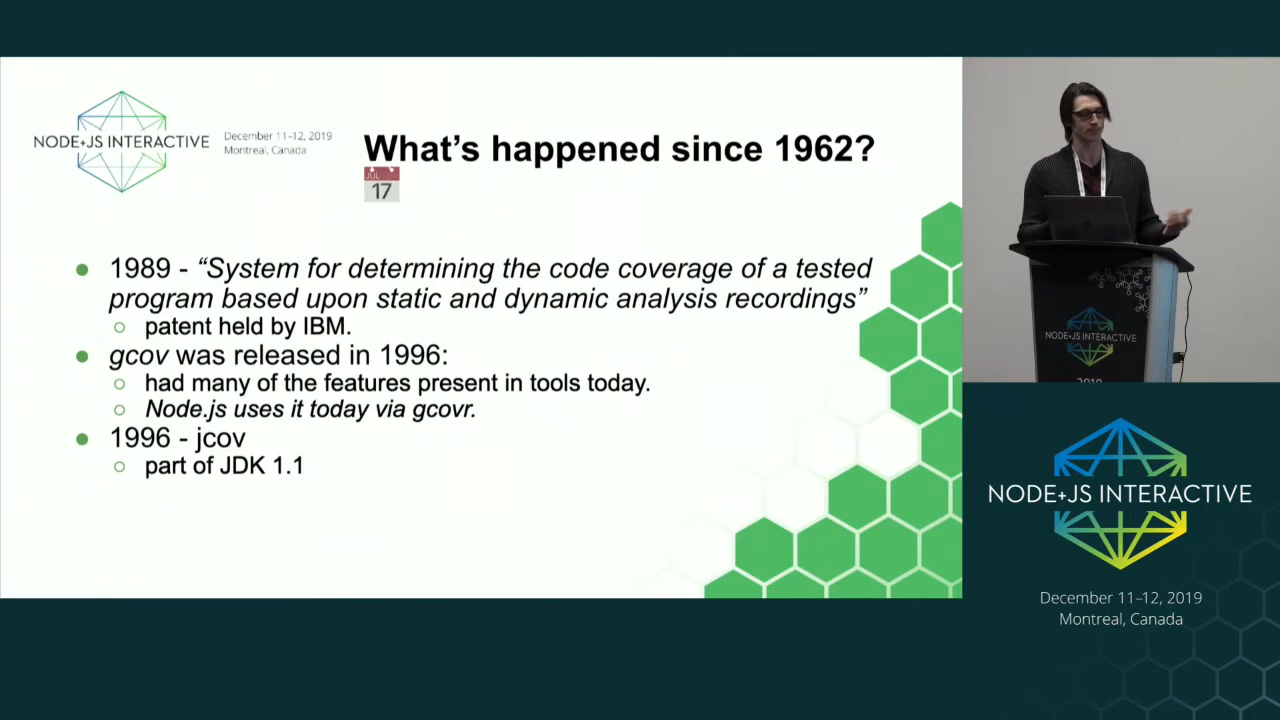 NODE+JS INTERACTIVE
December 11–12, 2019
Montreal, Canada
What's happened since 1962?
JUL
17
1989 - “System for determining the code coverage of a tested
program based upon static and dynamic analysis recordings”
patent held by IBM.
gcov was released in 1996:
had many of the features present in tools today.
Node.js uses it today via gcovr.
1996 - jcov
part of JDK 1.1
NODE+JS INTERACTIVE
NODE+JS INTERACTIVE
December 11–12, 2019
Montreal, Canada